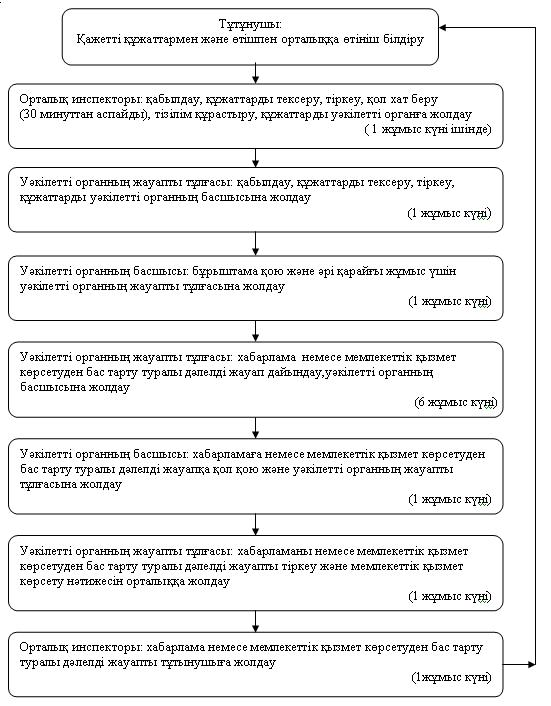 Тұтұнушы:
Қажетті құжаттармен және өтішпен орталыққа өтініш білдіру
Орталық инспекторы: қабылдау, құжаттарды тексеру, тіркеу, қол хат беру
(30 минуттан аспайды), тізілім құрастыру, құжаттарды уәкілетті органға жолдау
( 1 жұмыс күні ішінде)
Уәкілетті органның жауапты тұлғасы: қабылдау, құжаттарды тексеру, тіркеу,
құжаттарды уәкілетті органның басшысына жолдау
(1 жұмыс күні)
Уәкілетті органның басшысы: бұрыштама қою және әрі қарайғы жұмыс үшін
уәкілетті органның жауапты тұлғасына жолдау
(1 жұмыс күні)
Уәкілетті органның жауапты тұлғасы: хабарлама немесе мемлекеттік қызмет
көрсетуден бас тарту туралы дәлелді жауап дайындау,уәкілетті органның
басшысына жолдау
(6 жұмыс күні)
Уәкілетті органның басшысы: хабарламаға немесе мемлекеттік қызмет көрсетуден
бас тарту туралы дәлелді жауапқа қол қою және уәкілетті органның жауапты
тұлғасына жолдау
(1 жұмыс күні)
Уәкілетті органның жауапты тұлғасы: хабарламаны немесе мемлекеттік қызмет
көрсетуден бас тарту туралы дәлелді жауапты тіркеу және мемлекеттік қызмет
көрсету нәтижесін орталыққа жолдау
(1 жұмыс күні)
Орталық инспекторы: хабарлама немесе мемлекеттік қызмет көрсетуден бас тарту
туралы дәлелді жауапты тұтынушыға жолдау
(1жұмыс күні)